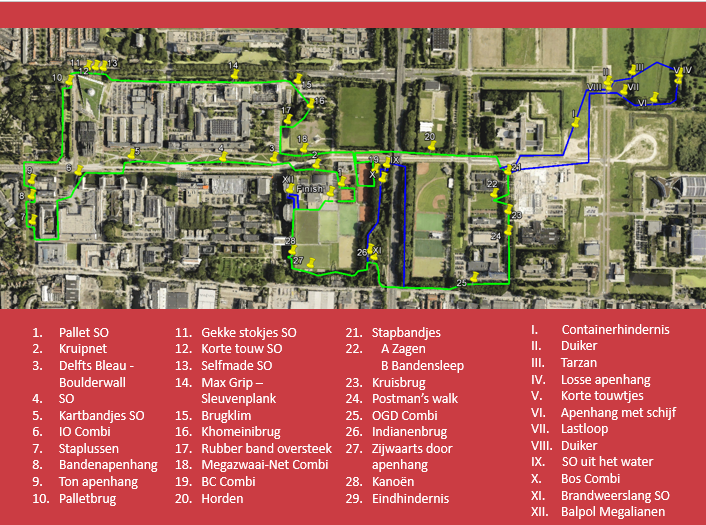 11
12
13
14
10
15
16
17
18
20
5
4
3
2
19
IX
X
1
6
9
8
7
XII
Finish
28
27
26
XI
21
22
23
24
25
I
II
III
V
IV
VIII
VII
VI
1. Pallet SO
2. Kruipnet
3. Delfts Bleau -
Boulderwall
4. SO
5. Kartbandjes SO
6. IO Combi
7. Staplussen
8. Bandenapenhang
9. Ton apenhang
10. Palletbrug
11. Gekke stokjes SO
12. Korte touw SO
13. Selfmade SO
14. Max Grip –
Sleuvenplank
15. Brugklim
16. Khomeinibrug
17. Rubber band oversteek
18. Megazwaai-Net Combi
19. BC Combi
20. Horden
21. Stapbandjes
22. A Zagen
B Bandensleep
23. Kruisbrug
24. Postman’s walk
25. OGD Combi
26. Indianenbrug
27. Zijwaarts door
apenhang
28. Kanoën
29. Eindhindernis
I. Containerhindernis
II. Duiker
III. Tarzan
IV. Losse apenhang
V. Korte touwtjes
VI. Apenhang met schijf
VII. Lastloop
VIII. Duiker
IX. SO uit het water
X. Bos Combi
XI. Brandweerslang SO
XII. Balpol Megalianen